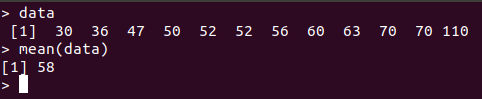 > data
 [1]  30  36  47  50  52  52  56  60  63  70  70 110
> mean(data)
[1] 58
>